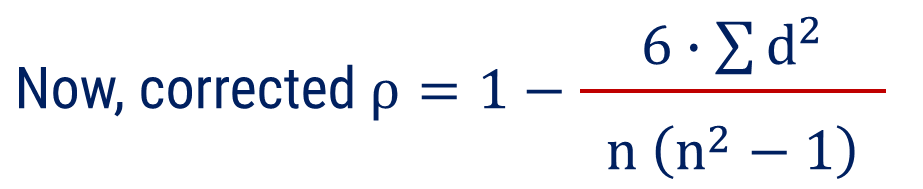 Now, corrected ρ = 1 − 6 · ∑ d² / n (n² − 1)